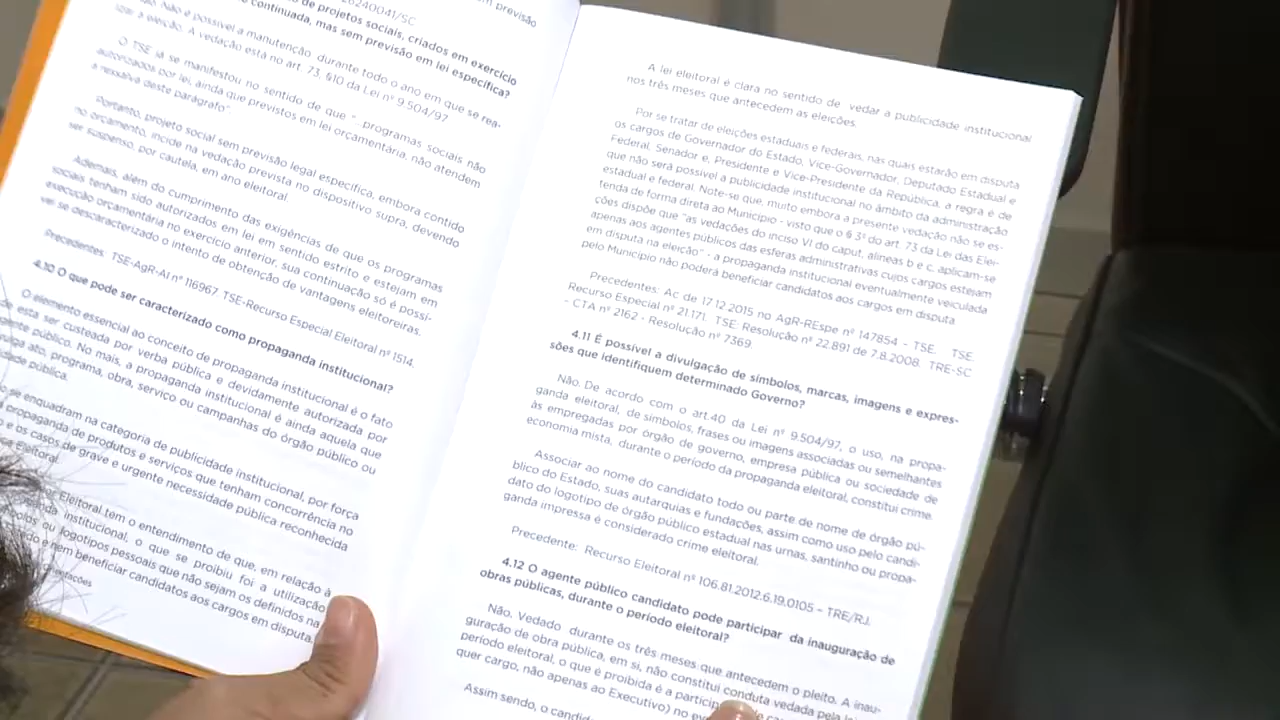 m previsão
26240041/SC
de projetos sociais, criados em exercício
continuada, mas sem previsão em lei específica?
Não. Não é possível a manutenção, durante todo o ano em que se rea-
liza a eleição. A vedação está no art. 73, §10 da Lei nº 9.504/97
O TSE já se manifestou no sentido de que "...programas sociais não
autorizados por lei, ainda que previstos em lei orçamentária, não atendem
a ressalva deste parágrafo".
Portanto, projeto social sem previsão legal específica, embora contido
no orçamento, incide na vedação prevista no dispositivo supra, devendo
ser suspenso, por cautela, em ano eleitoral.
Ademais, além do cumprimento das exigências de que os programas
sociais tenham sido autorizados em lei em sentido estrito e estejam em
execução orçamentária no exercício anterior, sua continuação só é possí-
vel se descaracterizado o intento de obtenção de vantagens eleitoreiras.
Precedentes: TSE-AgR-AI nº 116967. TSE-Recurso Especial Eleitoral nº 1514.
4.10 O que pode ser caracterizado como propaganda institucional?
O elemento essencial ao conceito de propaganda institucional é o fato
de esta ser custeada por verba pública e devidamente autorizada por
agente público. No mais, a propaganda institucional é ainda aquela que
divulga ato, programa, obra, serviço ou campanhas do órgão público ou
pública.
se enquadram na categoria de publicidade institucional, por força
propaganda de produtos e serviços que tenham concorrência no
e os casos de grave e urgente necessidade pública reconhecida
eleitoral.
Eleitoral tem o entendimento de que, em relação à
institucional, o que se proibiu foi a utilização
ou logotipos pessoais que não sejam os definidos na
nem beneficiar candidatos aos cargos em disputa.
A lei eleitoral é clara no sentido de vedar a publicidade institucional
nos três meses que antecedem as eleições.
Por se tratar de eleições estaduais e federais, nas quais estarão em disputa
os cargos de Governador do Estado, Vice-Governador, Deputado Estadual e
Federal, Senador e, Presidente e Vice-Presidente da República, a regra é de
que não será possível a publicidade institucional no âmbito da administração
estadual e federal. Note-se que, muito embora a presente vedação não se es-
tenda de forma direta ao Município - visto que o § 3º do art. 73 da Lei das Elei-
ções dispõe que "as vedações do inciso VI do caput, alíneas b e c, aplicam-se
apenas aos agentes públicos das esferas administrativas cujos cargos estejam
em disputa na eleição" - a propaganda institucional eventualmente veiculada
pelo Município não poderá beneficiar candidatos aos cargos em disputa.
Precedentes: Ac de 17.12.2015 no AgR-REspe nº 147854 - TSE. TSE.
Recurso Especial nº 21.171. TSE: Resolução nº 22.891 de 7.8.2008. TRE-SC
- CTA nº 2162 - Resolução nº 7369.
4.11 É possível a divulgação de símbolos, marcas, imagens e expres-
sões que identifiquem determinado Governo?
Não. De acordo com o art.40 da Lei nº 9.504/97, o uso, na propa-
ganda eleitoral, de símbolos, frases ou imagens associadas ou semelhantes
às empregadas por órgão de governo, empresa pública ou sociedade de
economia mista, durante o período da propaganda eleitoral, constitui crime.
Associar ao nome do candidato todo ou parte de nome de órgão pú-
blico do Estado, suas autarquias e fundações, assim como uso pelo candi-
dato do logotipo de órgão público estadual nas urnas, santinho ou propa-
ganda impressa é considerado crime eleitoral.
Precedente: Recurso Eleitoral nº 106.81.2012.6.19.0105 - TRE/RJ.
4.12 O agente público candidato pode participar da inauguração de
obras públicas, durante o período eleitoral?
Não. Vedado durante os três meses que antecedem o pleito. A inau-
guração de obra pública, em si, não constitui conduta vedada pela
período eleitoral, o que é proibida é a particip
quer cargo, não apenas ao Executivo) no
Assim sendo, o candid